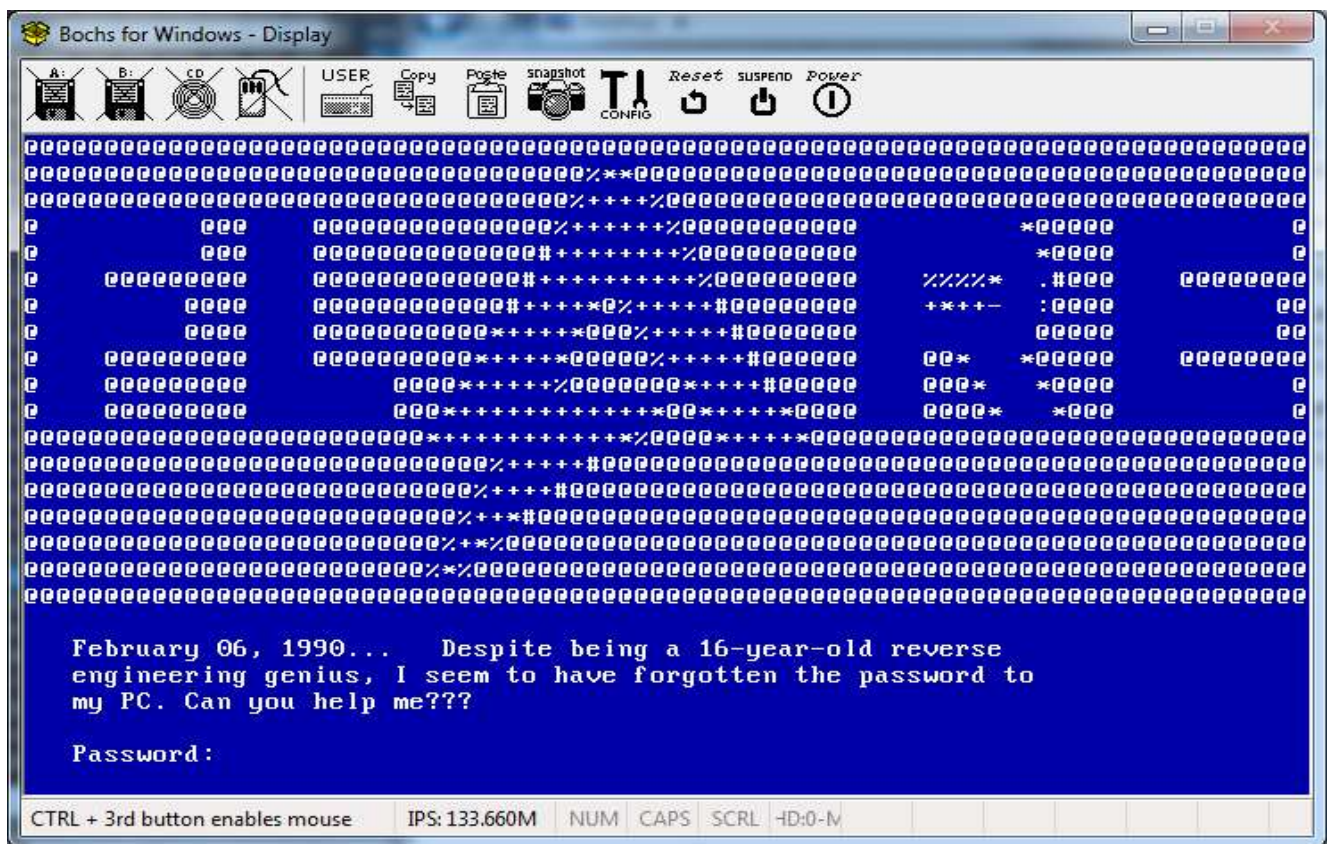 Bochs for Windows - Display
A: B: CD USER Copy Paste snapshot CONFIG Reset SUSPEND Power
FLARE
February 06, 1990... Despite being a 16-year-old reverse
engineering genius, I seem to have forgotten the password to
my PC. Can you help me???
Password:
CTRL + 3rd button enables mouse IPS: 133.660M NUM CAPS SCRL